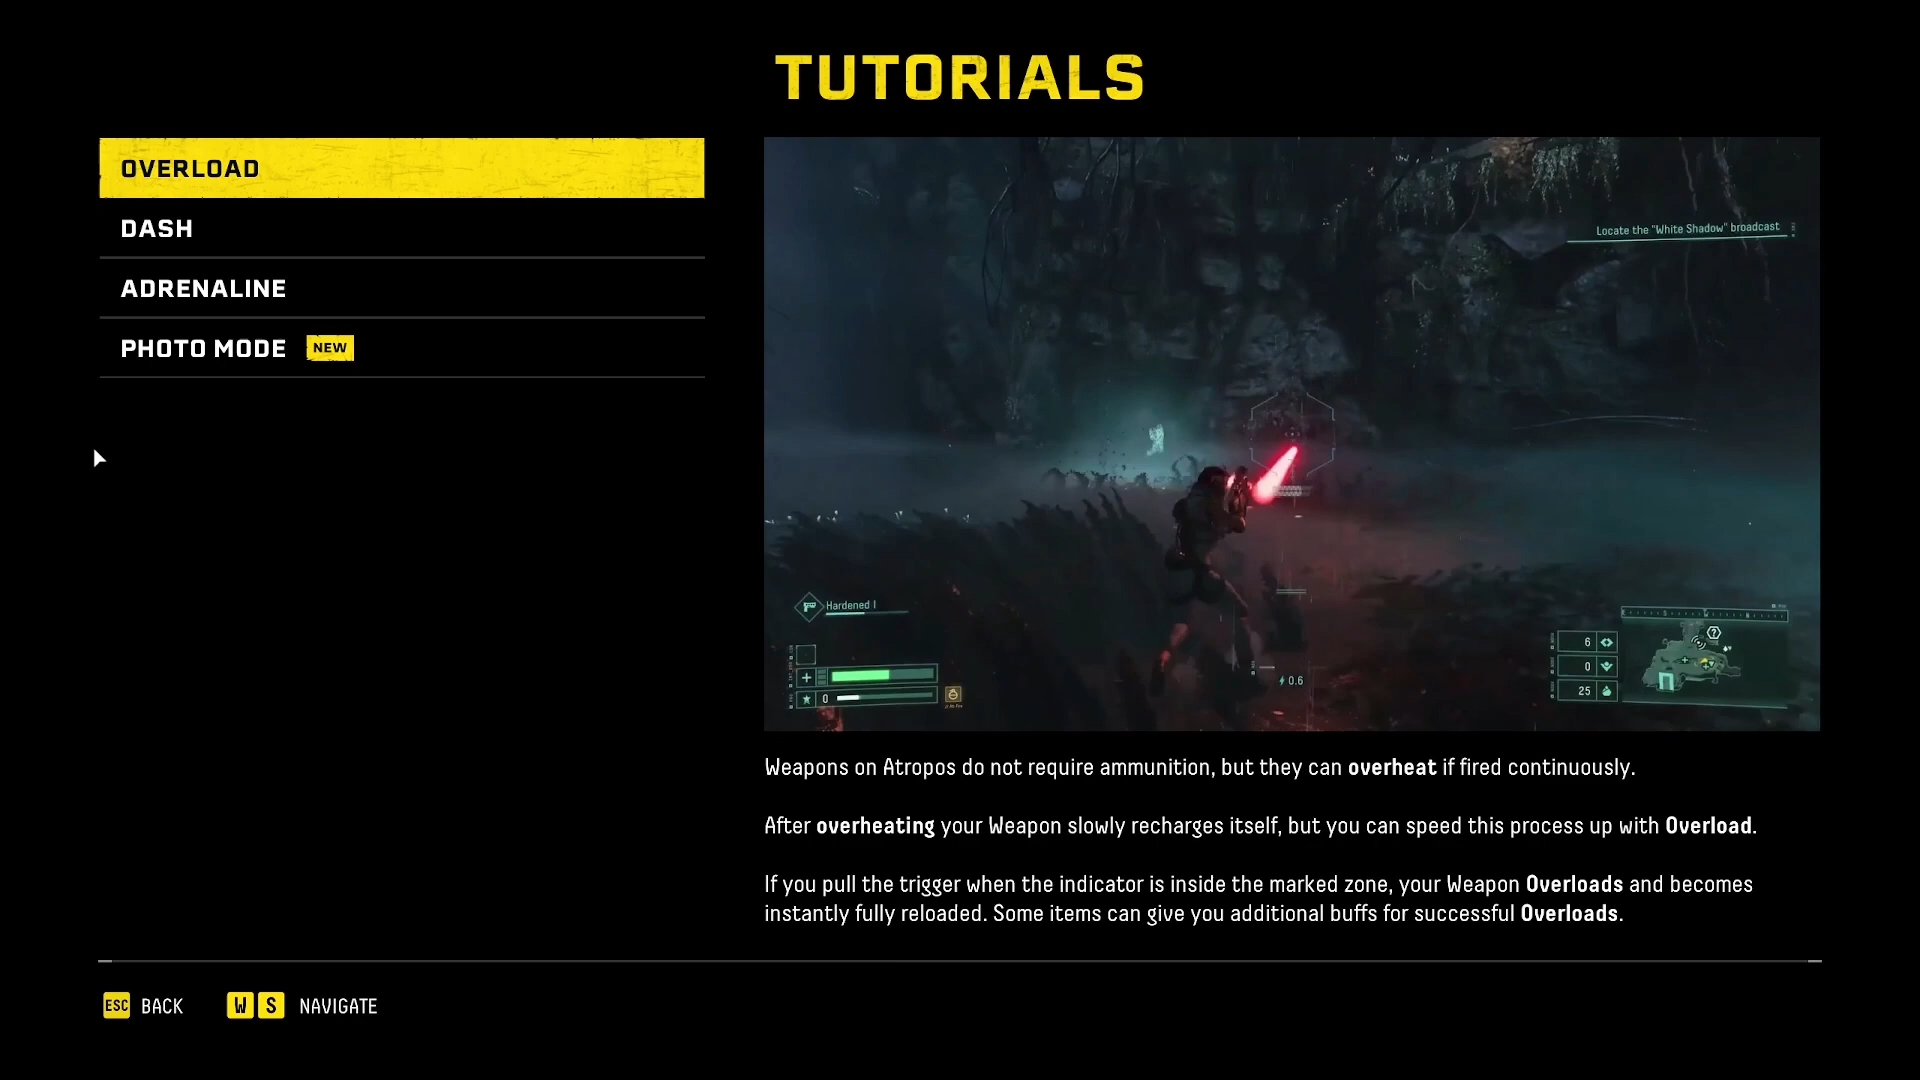 TUTORIALS
OVERLOAD
DASH
ADRENALINE
PHOTO MODE NEW
Locate the "White Shadow" broadcast
Hardened I
0
0.6
6
0
25
Weapons on Atropos do not require ammunition, but they can overheat if fired continuously.
After overheating your Weapon slowly recharges itself, but you can speed this process up with Overload.
If you pull the trigger when the indicator is inside the marked zone, your Weapon Overloads and becomes
instantly fully reloaded. Some items can give you additional buffs for successful Overloads.
ESC BACK W S NAVIGATE